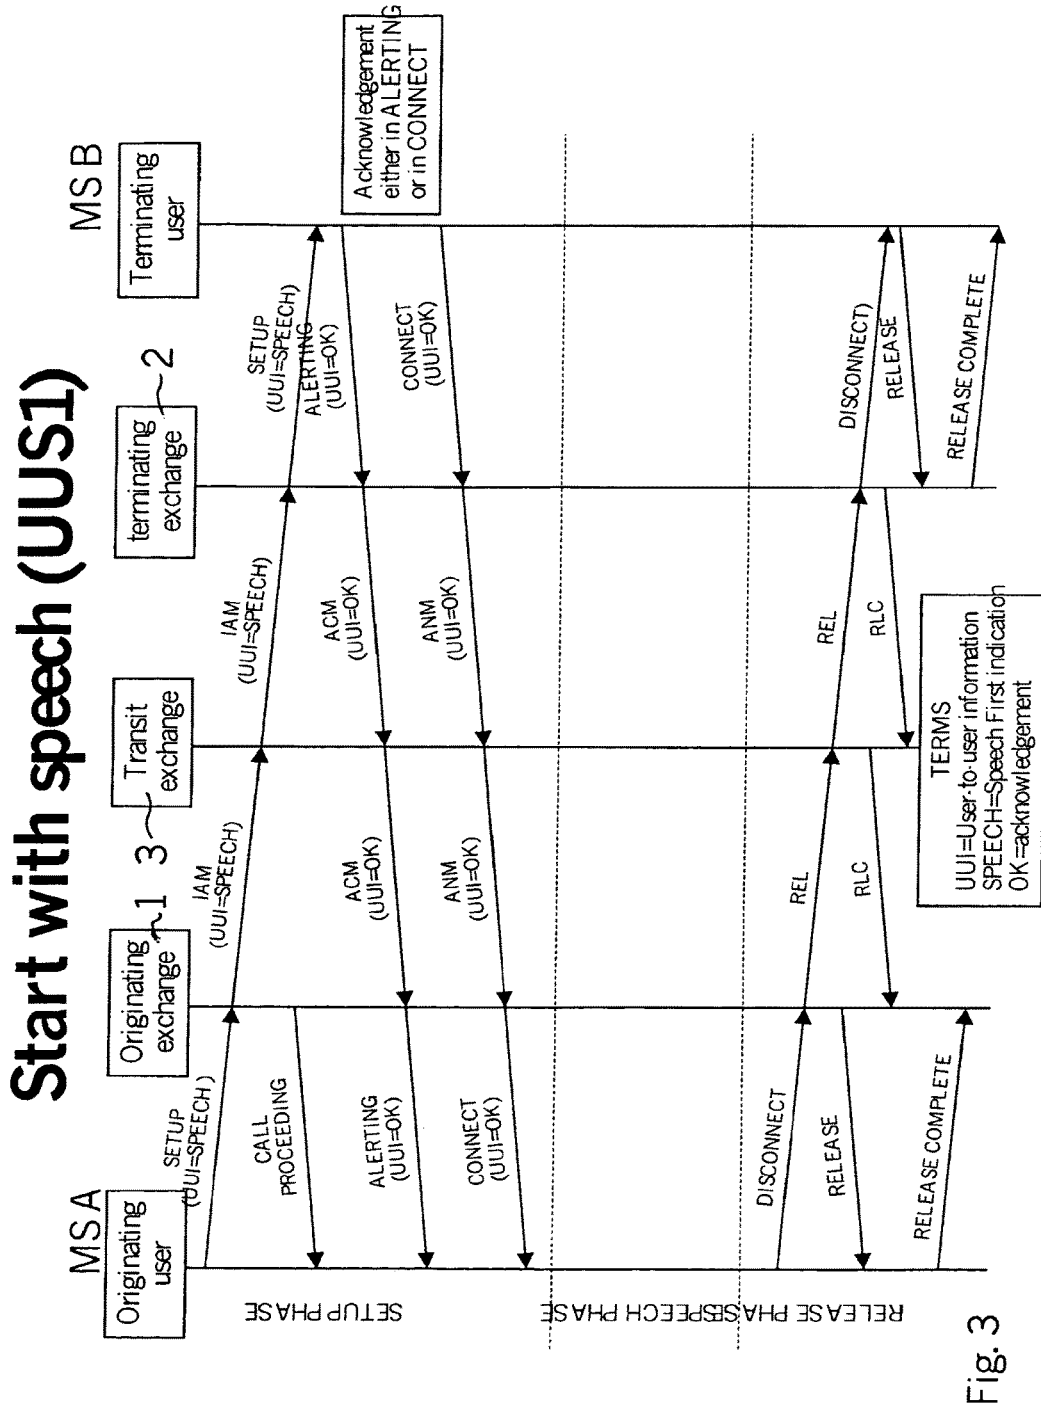 Start with speech (UUS1)
MS A
MS B
Originating
user
Originating
exchange
1
3
Transit
exchange
terminating
exchange
2
Terminating
user
SETUP
(UUI=SPEECH)
IAM
(UUI=SPEECH)
IAM
(UUI=SPEECH)
SETUP
(UUI=SPEECH)
CALL
PROCEEDING
ALERTING
(UUI=OK)
ACM
(UUI=OK)
ACM
(UUI=OK)
ALERTING
(UUI=OK)
Acknowledgement
either in ALERTING
or in CONNECT
CONNECT
(UUI=OK)
ANM
(UUI=OK)
ANM
(UUI=OK)
CONNECT
(UUI=OK)
SETUP PHASE
SPEECH PHASE
SPEECH PHASE
RELEASE PHASE
DISCONNECT
REL
REL
DISCONNECT)
RELEASE
RLC
RLC
RELEASE
RELEASE COMPLETE
RELEASE COMPLETE
TERMS
UUI=User-to-user information
SPEECH=Speech First indication
OK=acknowledgement
Fig. 3